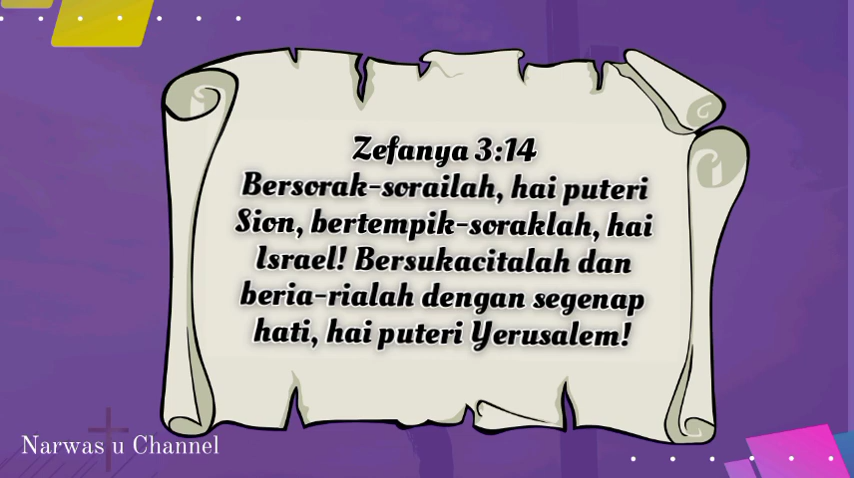 Zefanya 3:14
Bersorak-sorailah, hai puteri
Sion, bertempik-soraklah, hai
Israel! Bersukacitalah dan
beria-rialah dengan segenap
hati, hai puteri Yerusalem!
Narwas u Channel